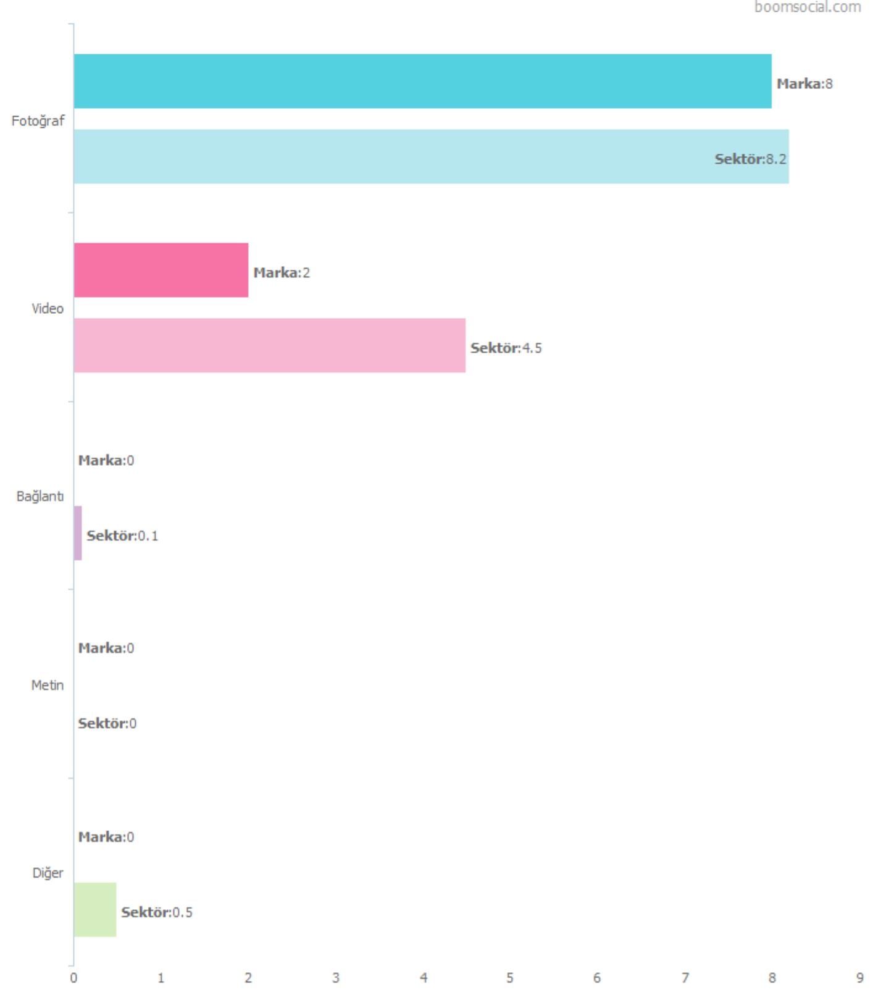 boomsocial.com
Marka:8
Fotoğraf
Sektör:8.2
Marka:2
Video
Sektör:4.5
Marka:0
Bağlantı
Sektör:0.1
Marka:0
Metin
Sektör:0
Marka:0
Diğer
Sektör:0.5
0 1 2 3 4 5 6 7 8 9